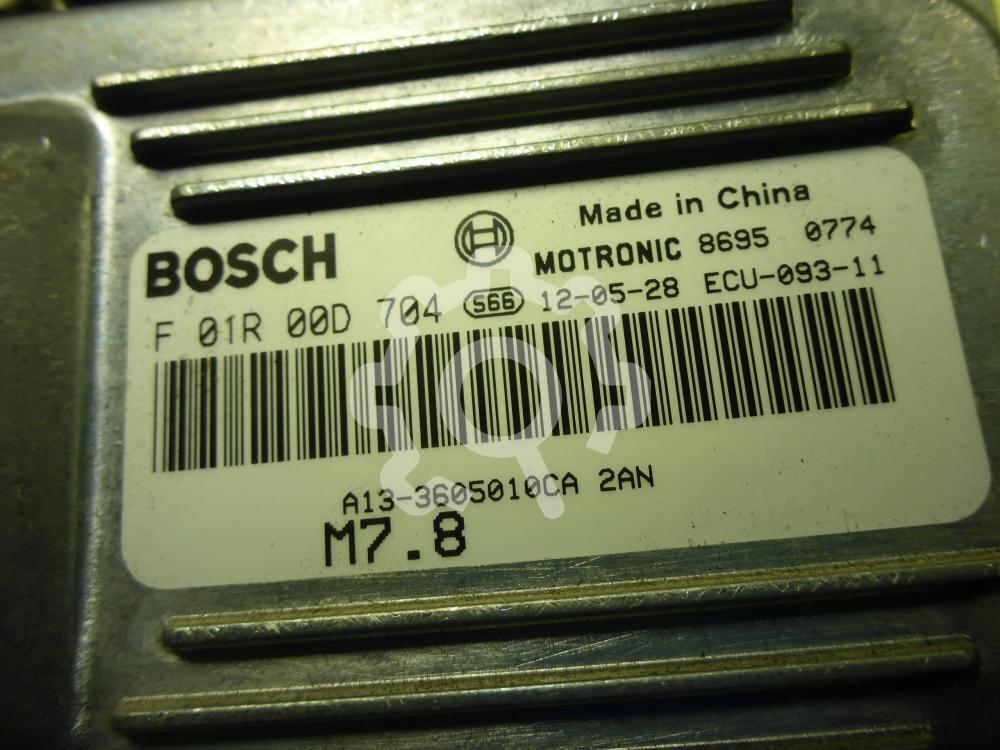 Made in China
BOSCH MOTRONIC 8695 0774
F 01R 00D 704 S66 12-05-28 ECU-093-11
A13-3605010CA 2AN
M7.8